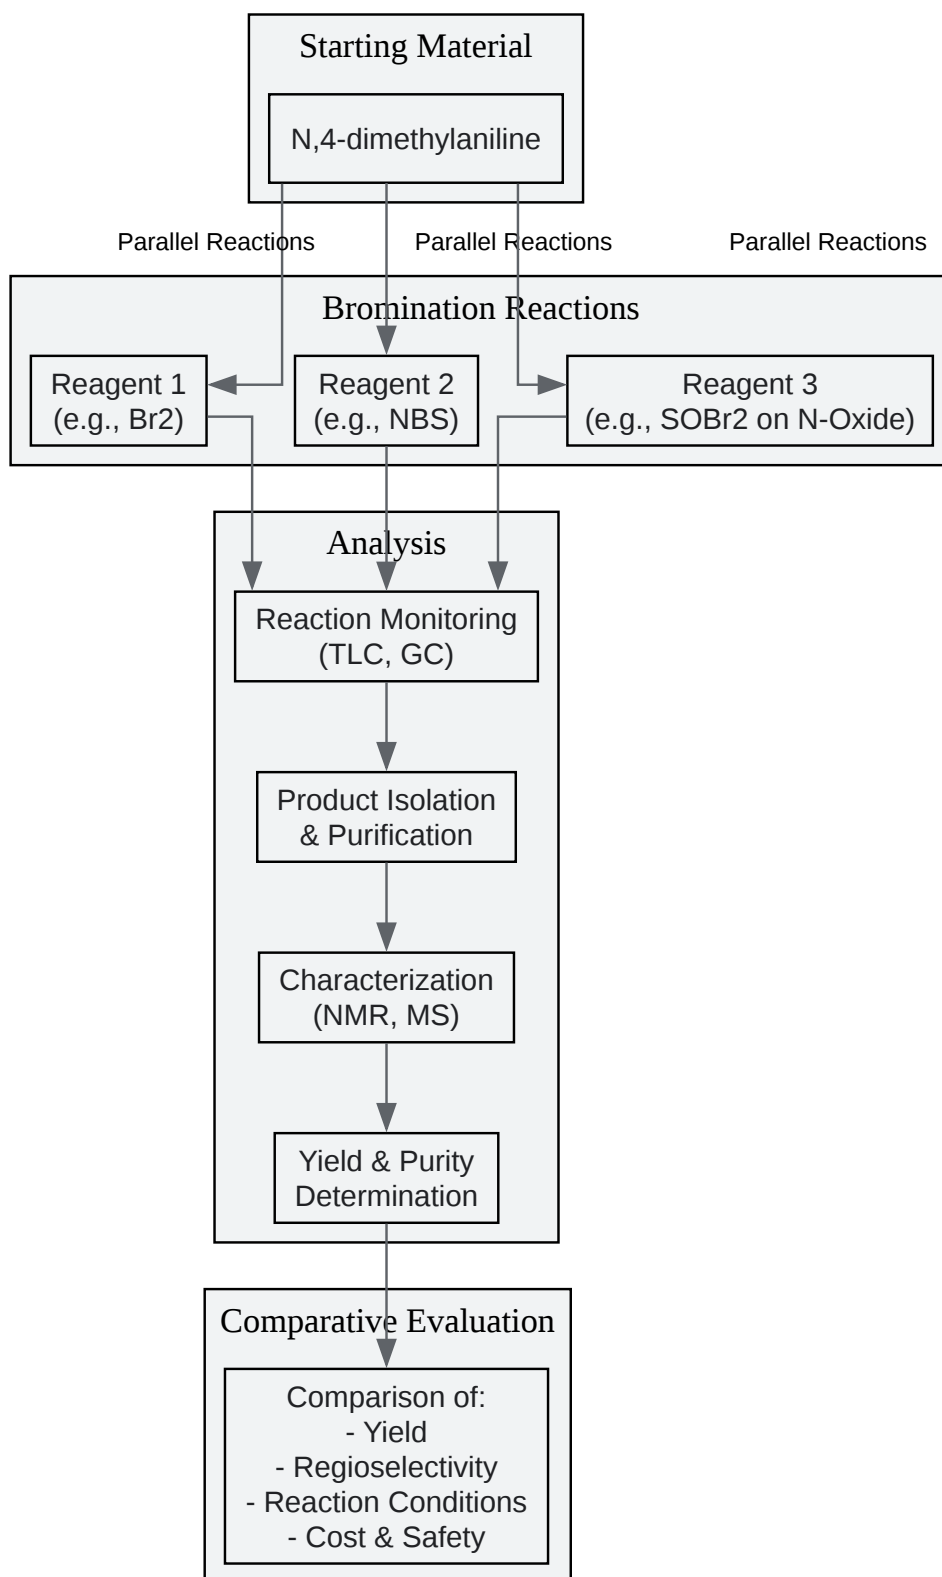 Starting Material
N,4-dimethylaniline
Parallel Reactions
Parallel Reactions
Parallel Reactions
Bromination Reactions
Reagent 1
(e.g., Br2)
Reagent 2
(e.g., NBS)
Reagent 3
(e.g., SOBr2 on N-Oxide)
Analysis
Reaction Monitoring
(TLC, GC)
Product Isolation
& Purification
Characterization
(NMR, MS)
Yield & Purity
Determination
Comparative Evaluation
Comparison of:
- Yield
- Regioselectivity
- Reaction Conditions
- Cost & Safety